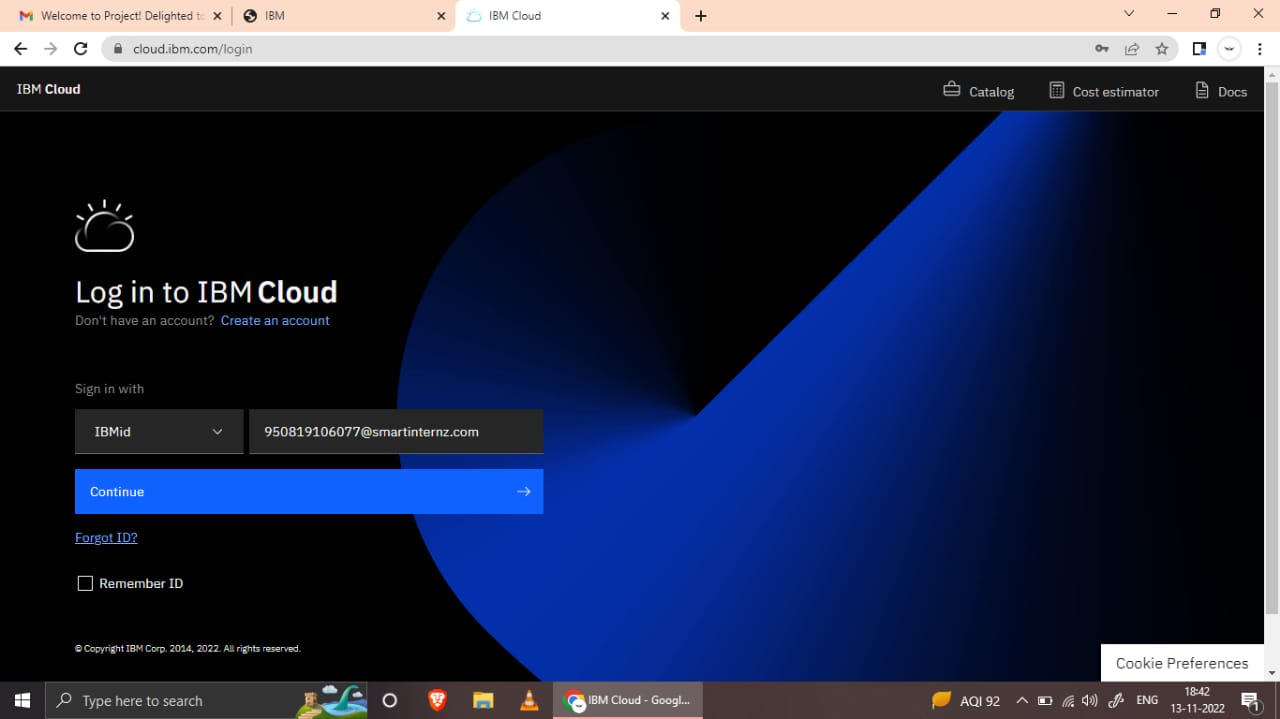 Welcome to Project! Delighted to
IBM
IBM Cloud
cloud.ibm.com/login
IBM Cloud
Catalog
Cost estimator
Docs
Log in to IBM Cloud
Don't have an account? Create an account
Sign in with
IBMid
950819106077@smartinternz.com
Continue
Forgot ID?
Remember ID
© Copyright IBM Corp. 2014, 2022. All rights reserved.
Cookie Preferences
Type here to search
IBM Cloud - Googl...
AQI 92
ENG
18:42
13-11-2022
1